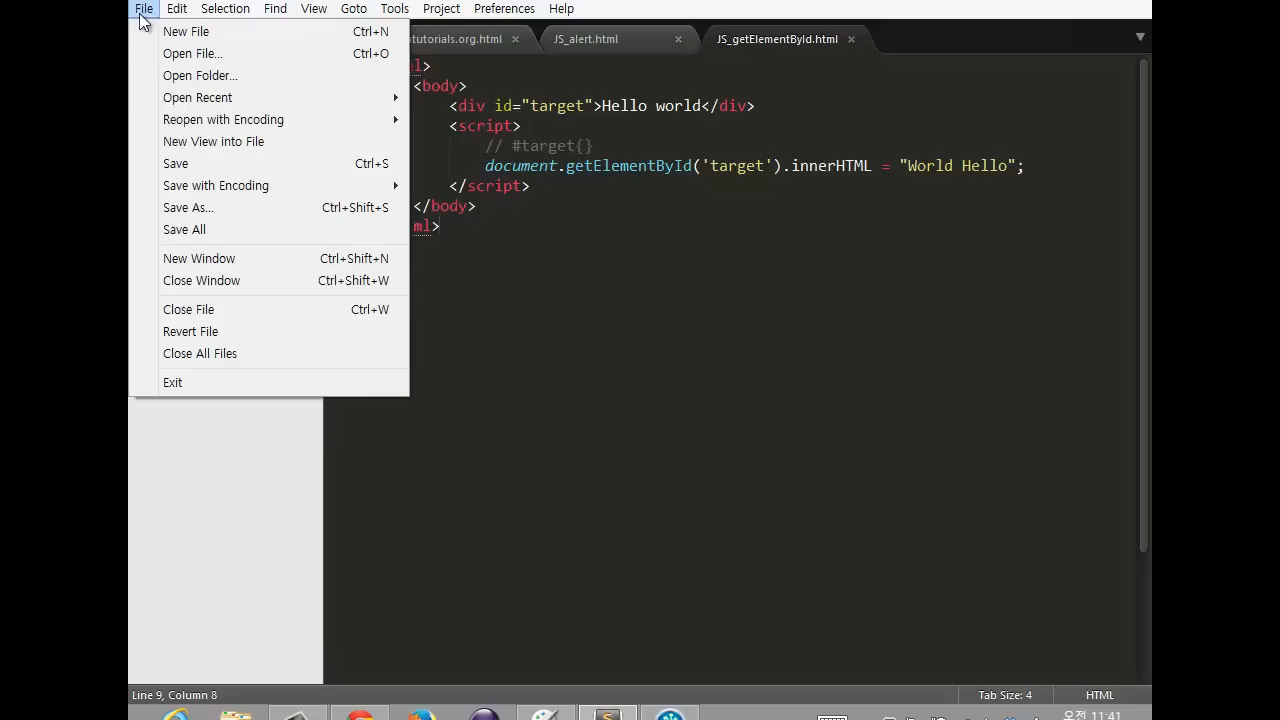 File Edit Selection Find View Goto Tools Project Preferences Help
tutorials.org.html × JS_alert.html × JS_getElementById.html ×
New File Ctrl+N
Open File... Ctrl+O
Open Folder...
Open Recent
Reopen with Encoding
New View into File
Save Ctrl+S
Save with Encoding
Save As... Ctrl+Shift+S
Save All
New Window Ctrl+Shift+N
Close Window Ctrl+Shift+W
Close File Ctrl+W
Revert File
Close All Files
Exit
ml>
<body>
<div id="target">Hello world</div>
<script>
// #target{}
document.getElementById('target').innerHTML = "World Hello";
</script>
</body>
ml>
Line 9, Column 8 Tab Size: 4 HTML
오전 11:41